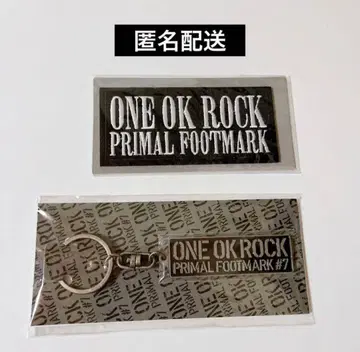 匿名配送
ONE OK ROCK
PRIMAL FOOTMARK
ONE OK ROCK
PRIMAL FOOTMARK #7